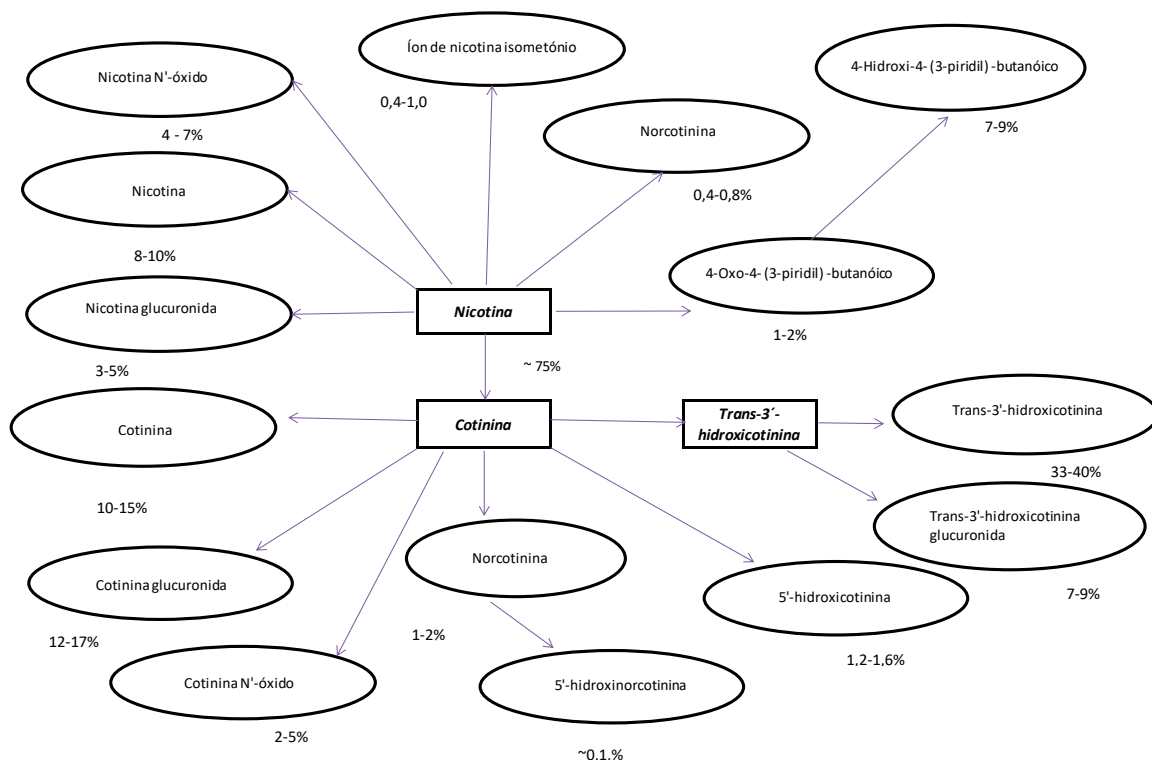 Íon de nicotina isometónio
Nicotina N'-óxido
4-Hidroxi-4- (3-piridil) -butanóico
0,4-1,0
4 - 7%
Norcotinina
7-9%
Nicotina
0,4-0,8%
8-10%
4-Oxo-4- (3-piridil) -butanóico
Nicotina glucuronida
Nicotina
1-2%
3-5%
~ 75%
Cotinina
Cotinina
Trans-3´-
hidroxicotinina
Trans-3'-hidroxicotinina
33-40%
10-15%
Trans-3'-hidroxicotinina
glucuronida
Norcotinina
Cotinina glucuronida
5'-hidroxicotinina
7-9%
12-17%
1-2%
1,2-1,6%
Cotinina N'-óxido
5'-hidroxinorcotinina
2-5%
~0.1.%